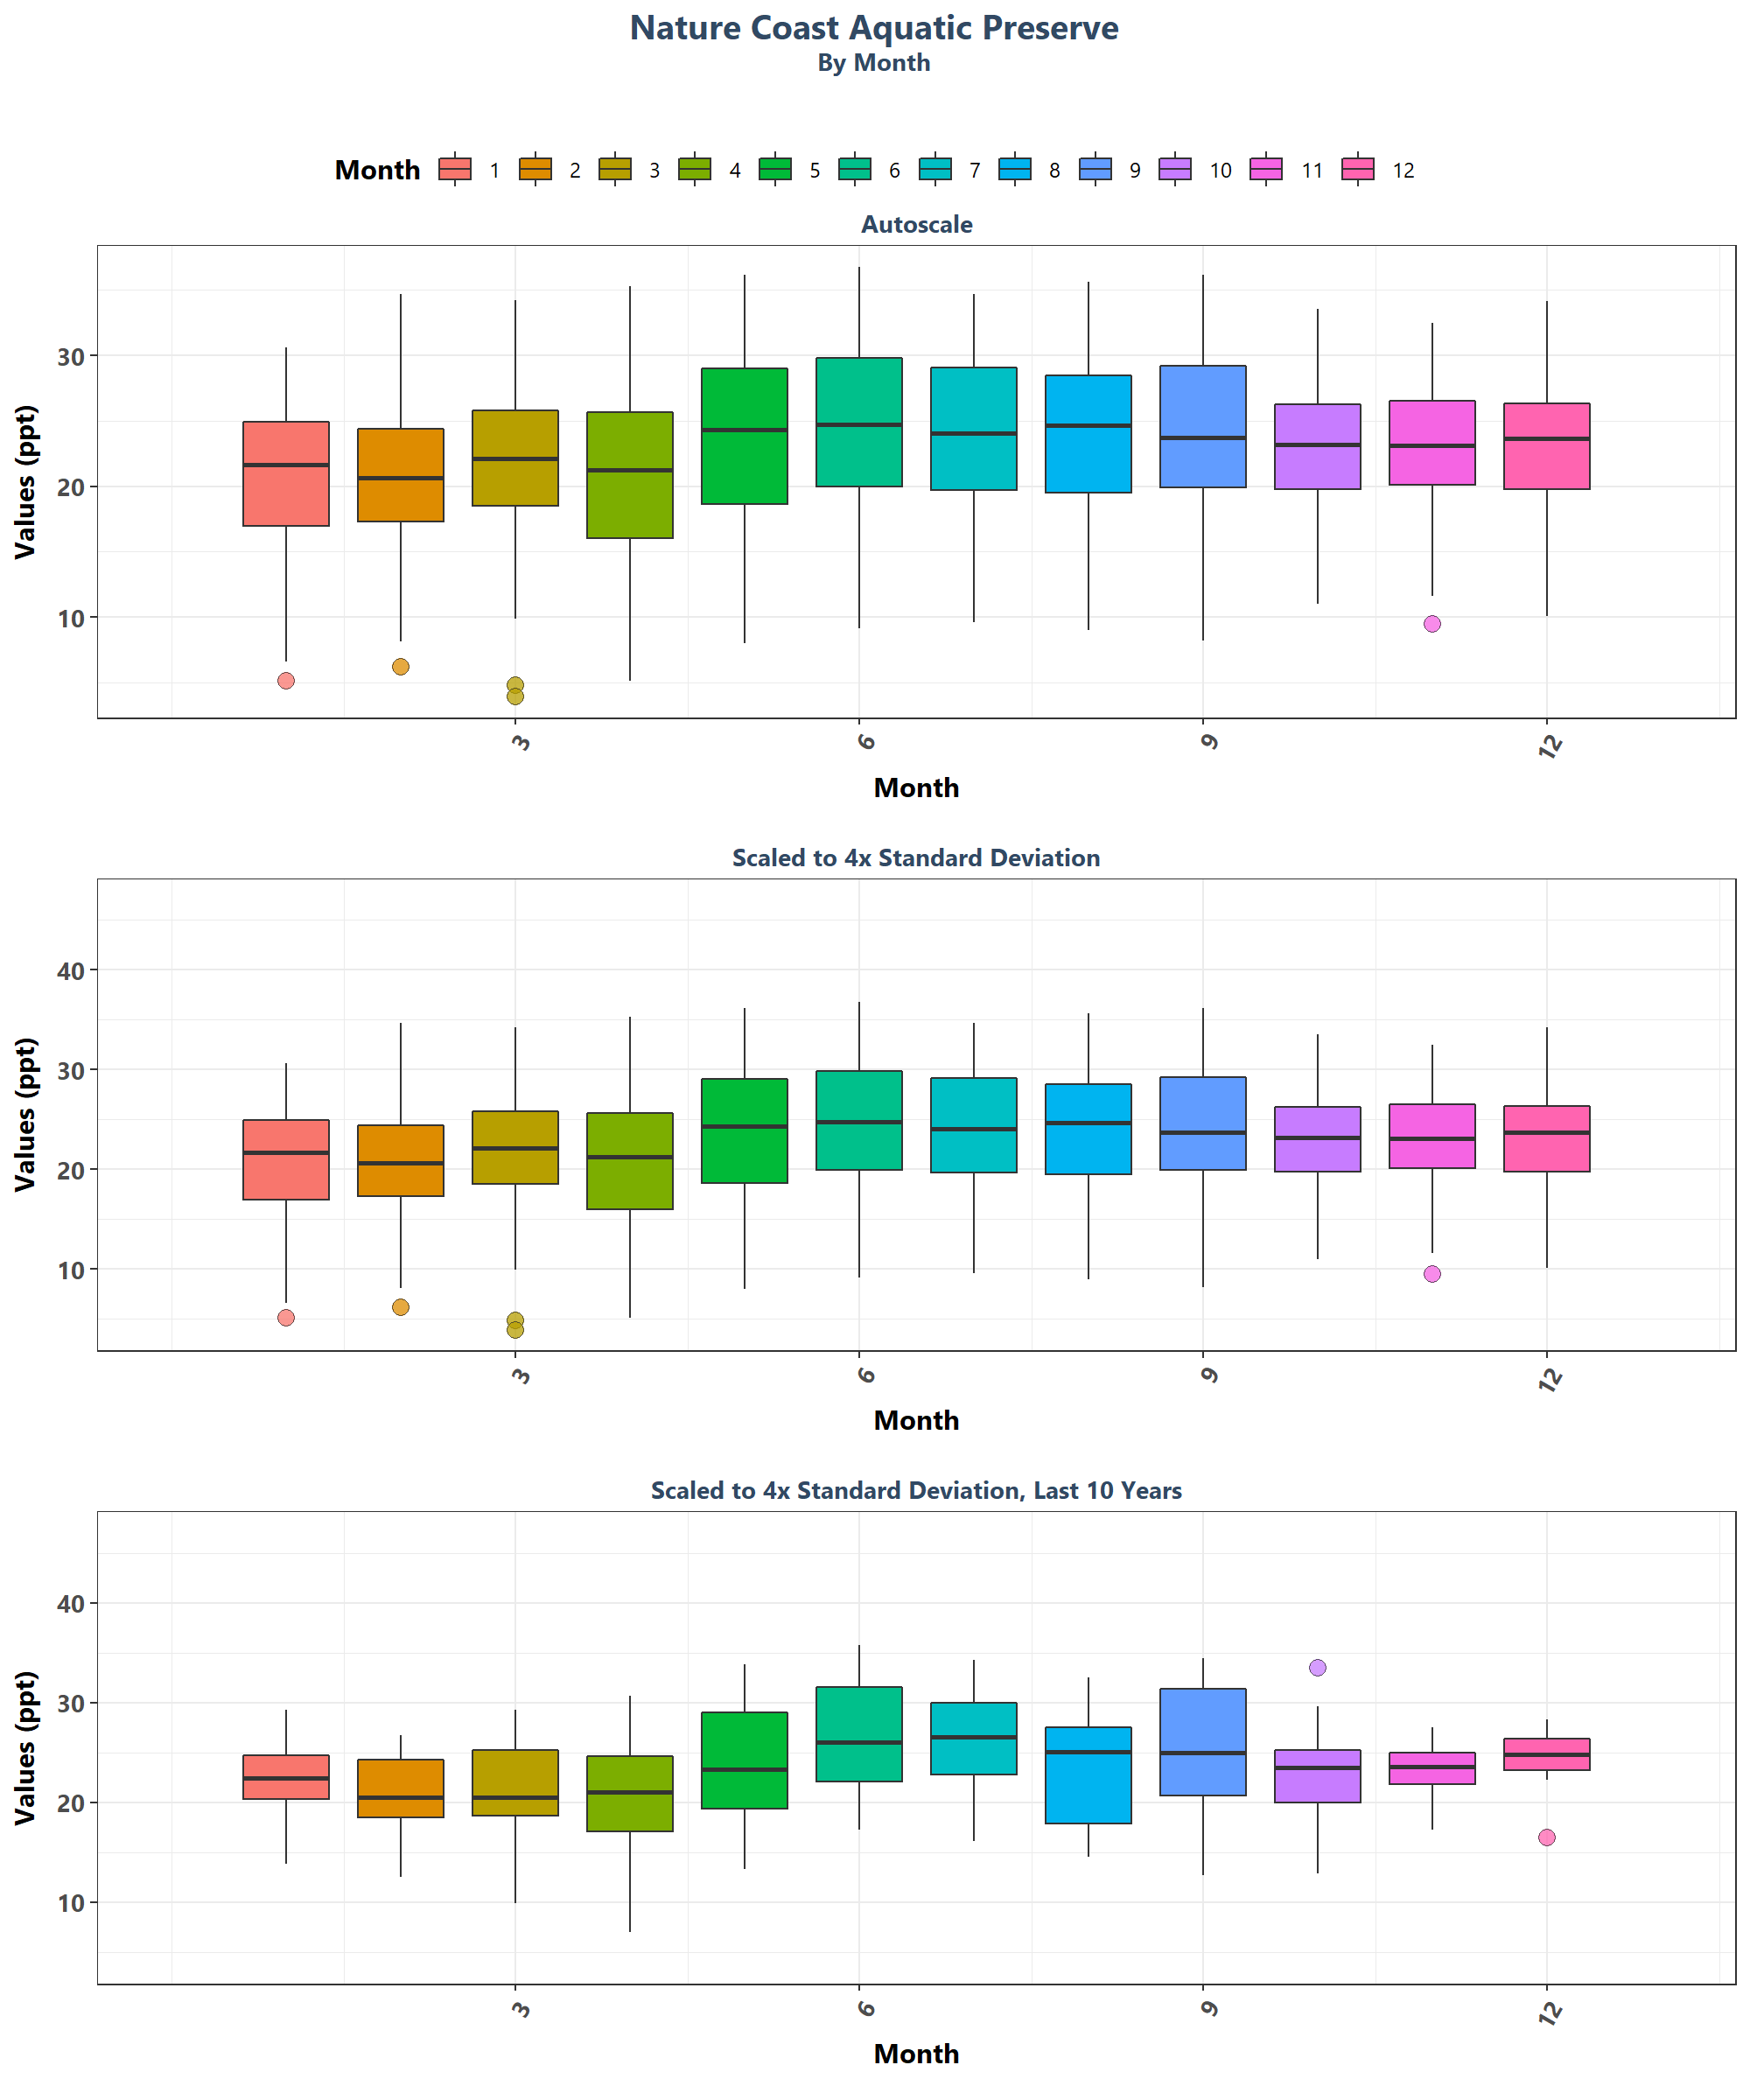 Nature Coast Aquatic Preserve
By Month
Month 1 2 3 4 5 6 7 8 9 10 11 12
Autoscale
Values (ppt)
30
20
10
3 6 9 12
Month
Scaled to 4x Standard Deviation
Values (ppt)
40
30
20
10
3 6 9 12
Month
Scaled to 4x Standard Deviation, Last 10 Years
Values (ppt)
40
30
20
10
3 6 9 12
Month